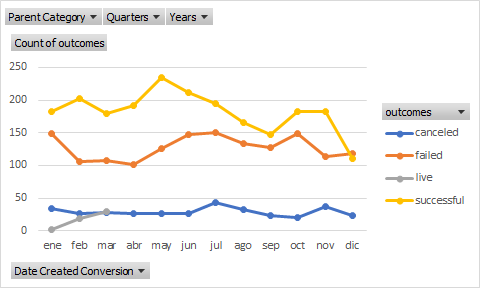 Parent Category Quarters Years
Count of outcomes
250
200
150
100
50
0
ene feb mar abr may jun jul ago sep oct nov dic
outcomes
canceled
failed
live
successful
Date Created Conversion